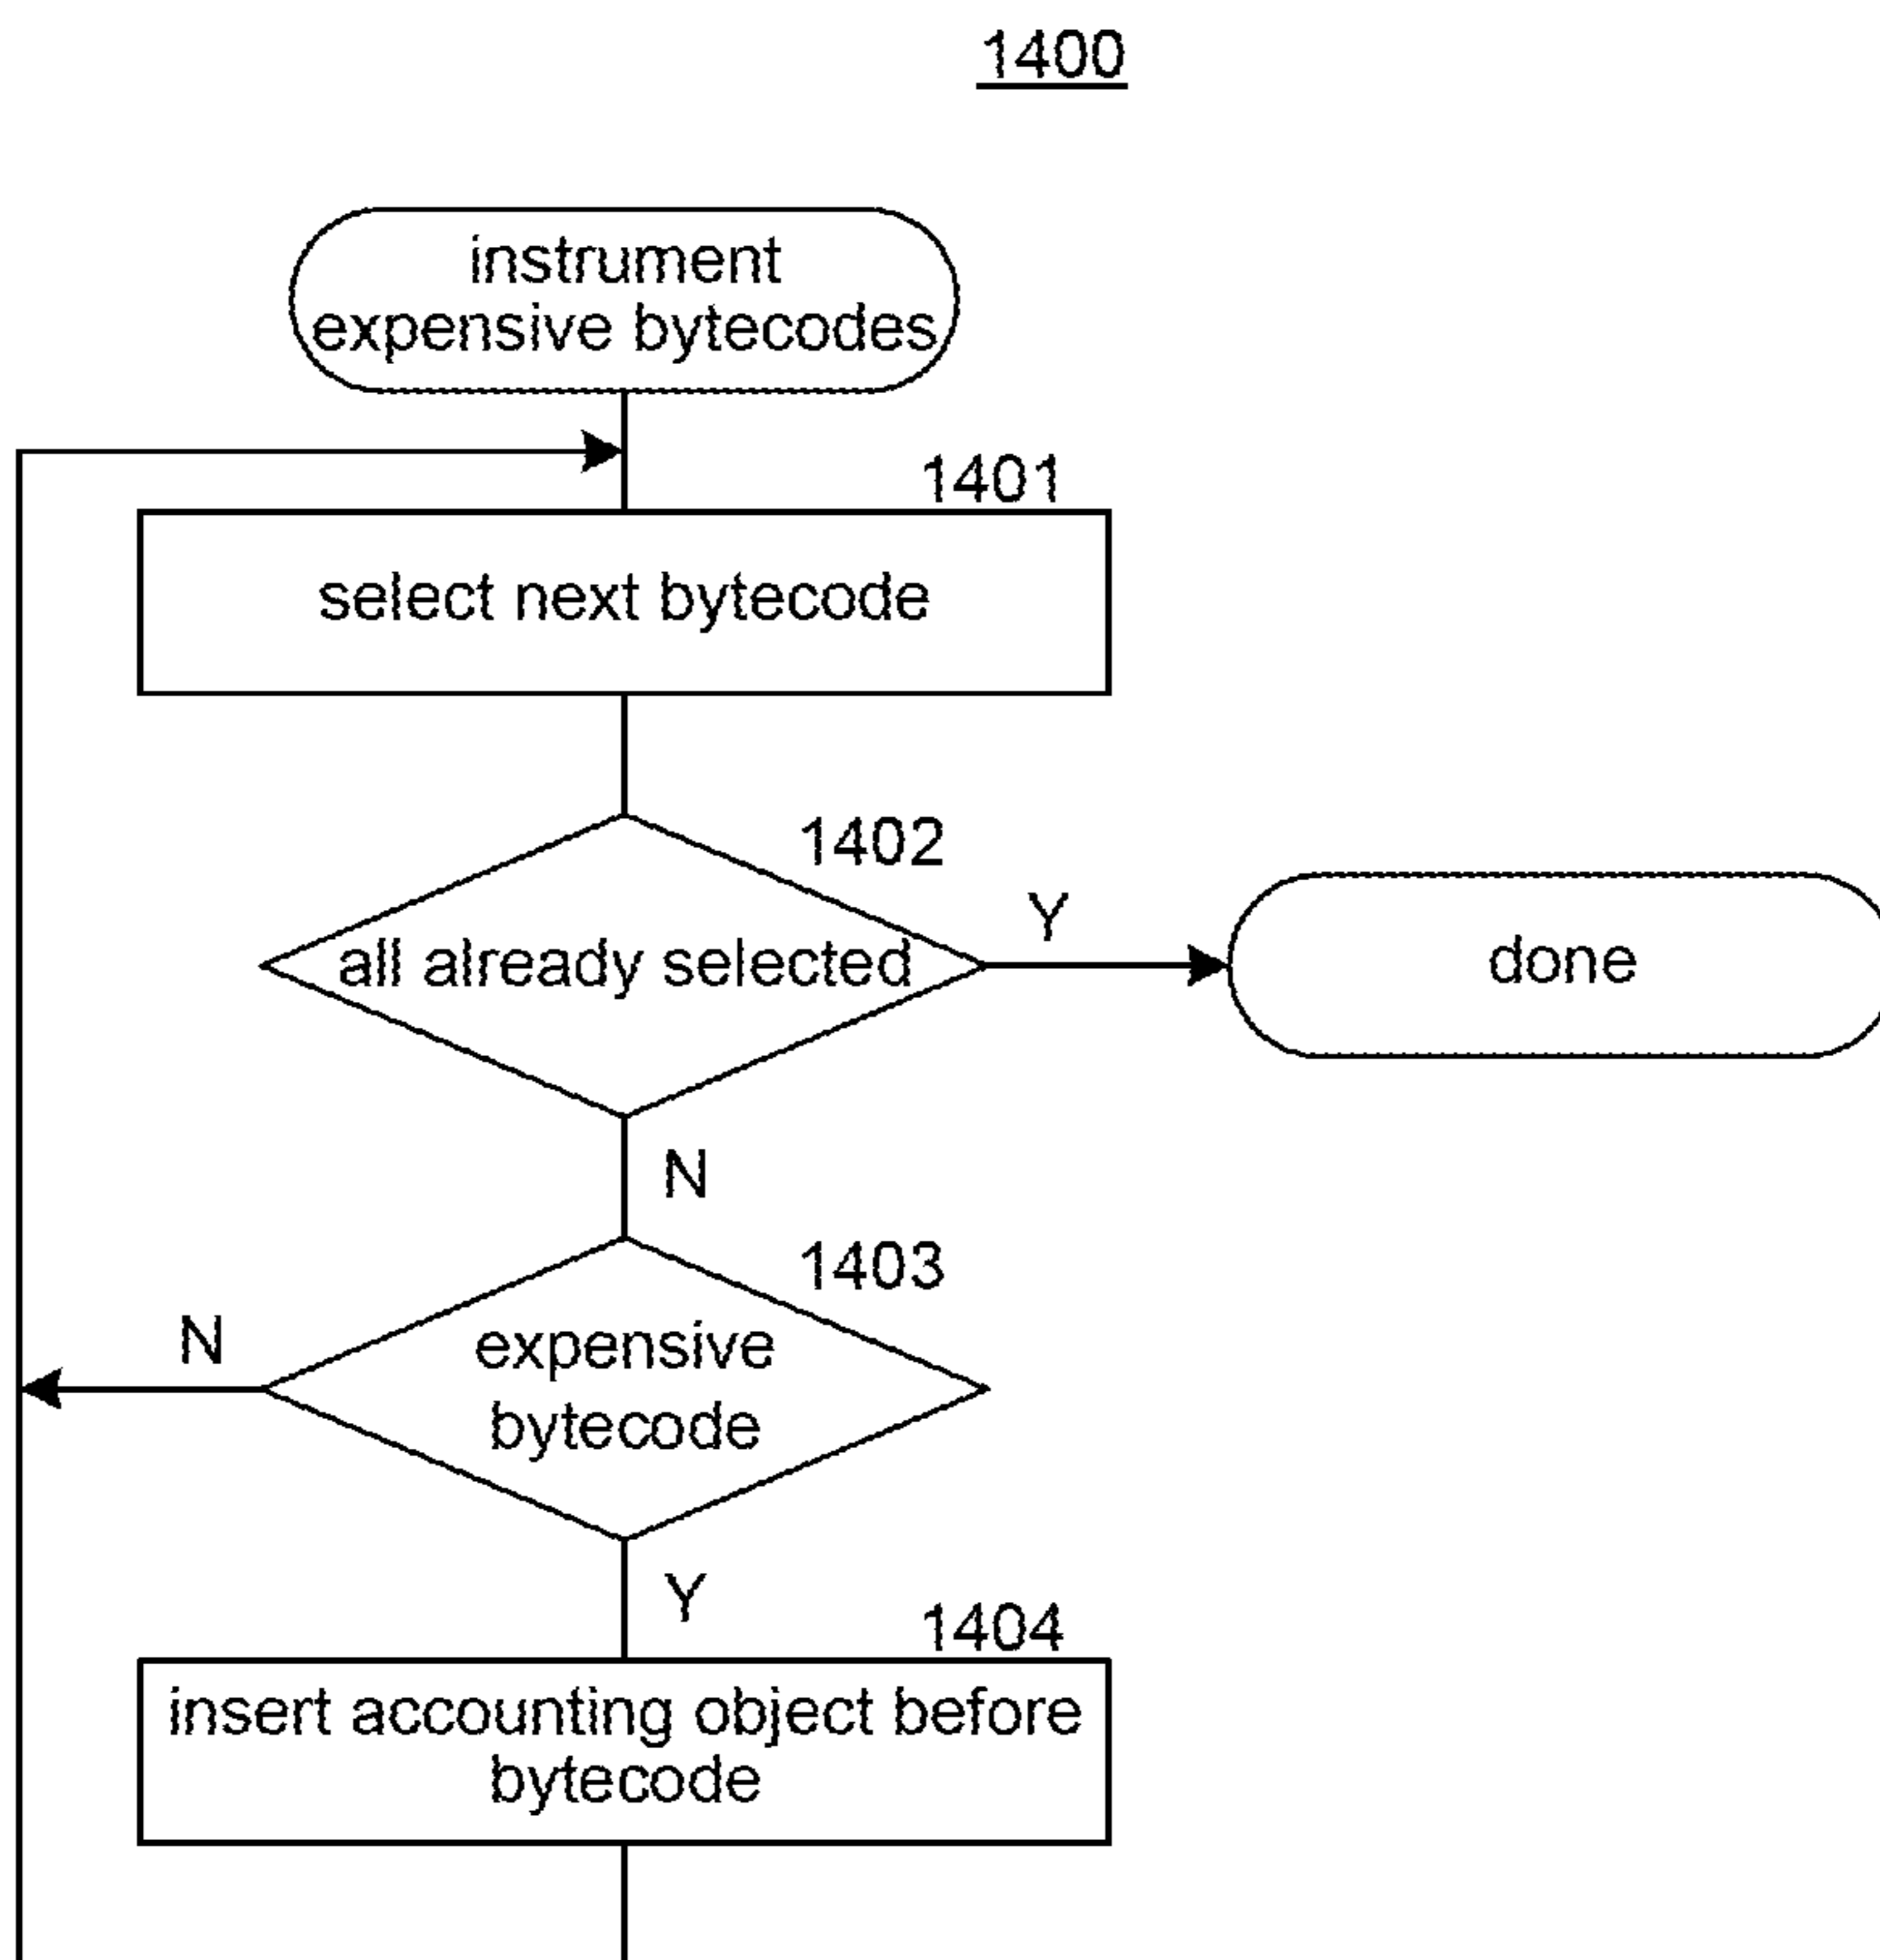 1400
instrument
expensive bytecodes
1401
select next bytecode
1402
all already selected
Y
done
N
1403
N
expensive
bytecode
Y
1404
insert accounting object before
bytecode